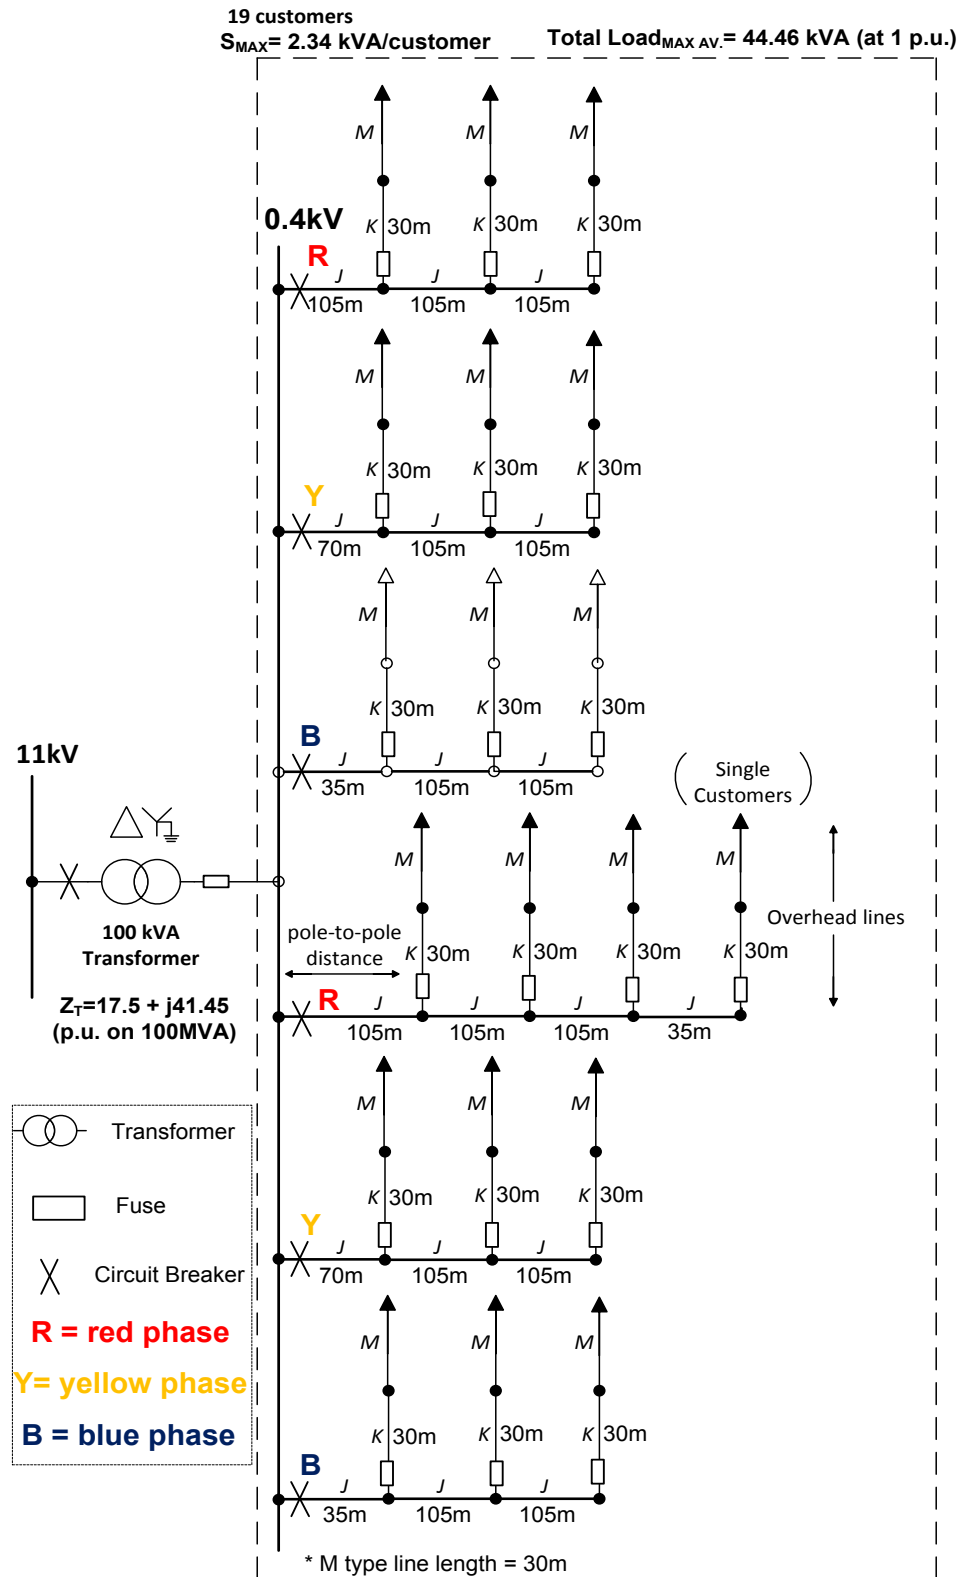 19 customers
SMAX= 2.34 kVA/customer
Total LoadMAX AV.= 44.46 kVA (at 1 p.u.)
M M M
0.4kV
K 30m K 30m K 30m
R
J J J
105m 105m 105m
M M M
K 30m K 30m K 30m
Y
J J J
70m 105m 105m
M M M
K 30m K 30m K 30m
B
J J J
35m 105m 105m
11kV
(Single
Customers)
M M M M
100 kVA
Transformer
ZT=17.5 + j41.45
(p.u. on 100MVA)
pole-to-pole
distance
K 30m K 30m K 30m K 30m
Overhead lines
R
J J J J
105m 105m 105m 35m
M M M
K 30m K 30m K 30m
Y
J J J
70m 105m 105m
M M M
K 30m K 30m K 30m
B
J J J
35m 105m 105m
Transformer
Fuse
Circuit Breaker
R = red phase
Y= yellow phase
B = blue phase
* M type line length = 30m